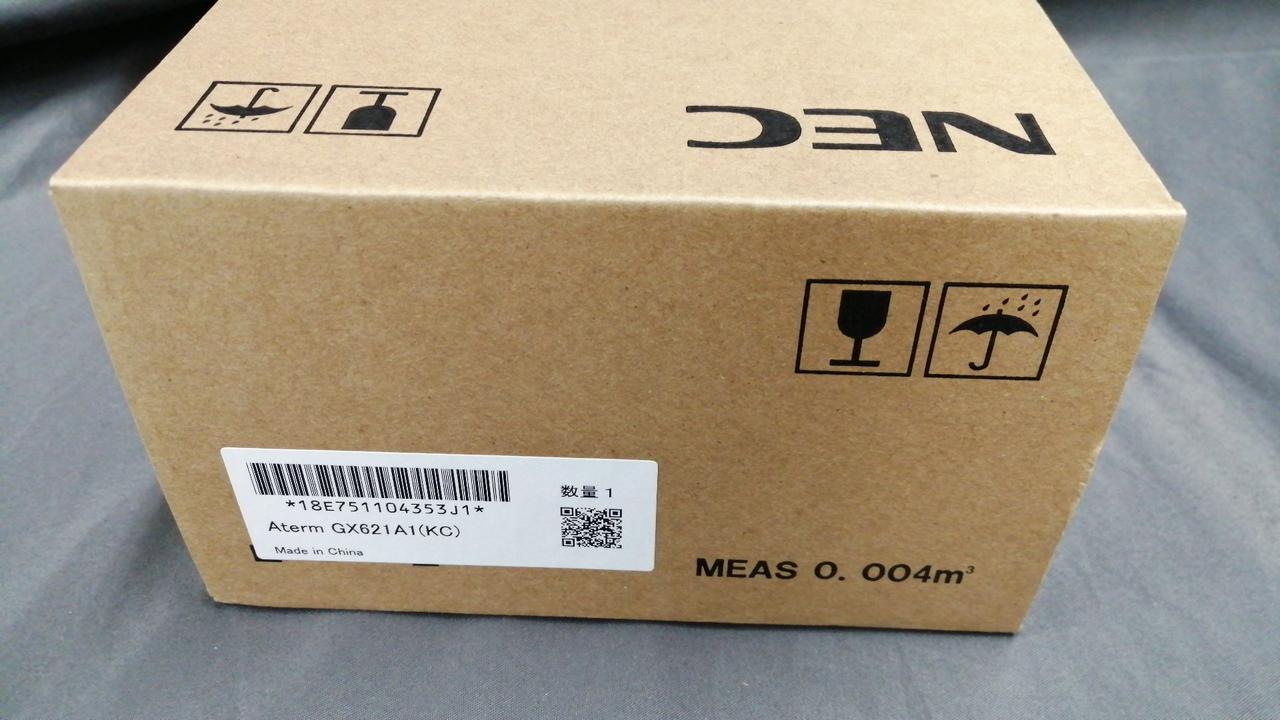 NEC
*18E751104353J1*
数量 1
Aterm GX621A1(KC)
Made in China
MEAS 0. 004m³